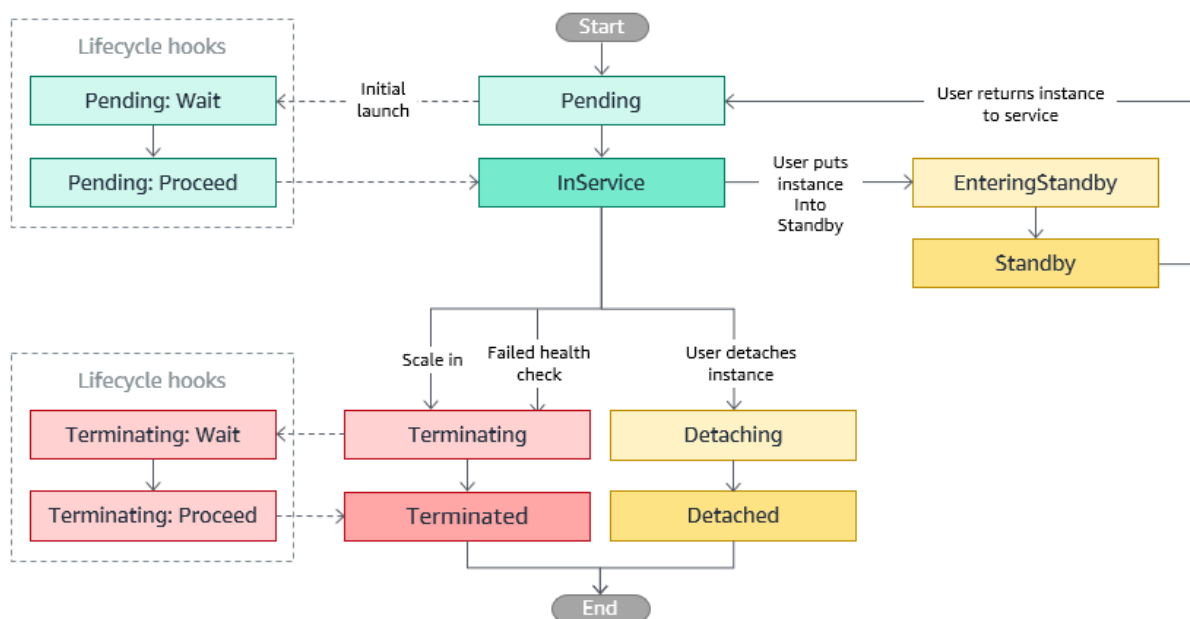 Start
Lifecycle hooks
Pending: Wait
Initial
launch
Pending
User returns instance
to service
Pending: Proceed
InService
User puts
instance
Into
Standby
EnteringStandby
Standby
Scale in
Failed health
check
User detaches
instance
Lifecycle hooks
Terminating: Wait
Terminating
Detaching
Terminating: Proceed
Terminated
Detached
End